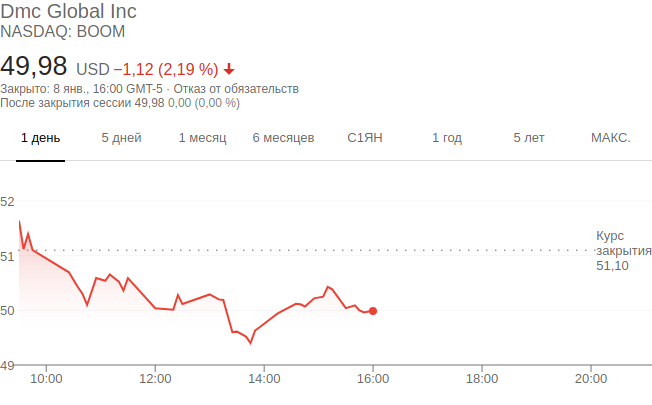 Dmc Global Inc
NASDAQ: BOOM
49,98 USD −1,12 (2,19 %)
Закрыто: 8 янв., 16:00 GMT-5 · Отказ от обязательств
После закрытия сессии 49,98 0,00 (0,00 %)
1 день 5 дней 1 месяц 6 месяцев С1ЯН 1 год 5 лет МАКС.
52
Курс
закрытия
51,10
51
50
49
10:00 12:00 14:00 16:00 18:00 20:00